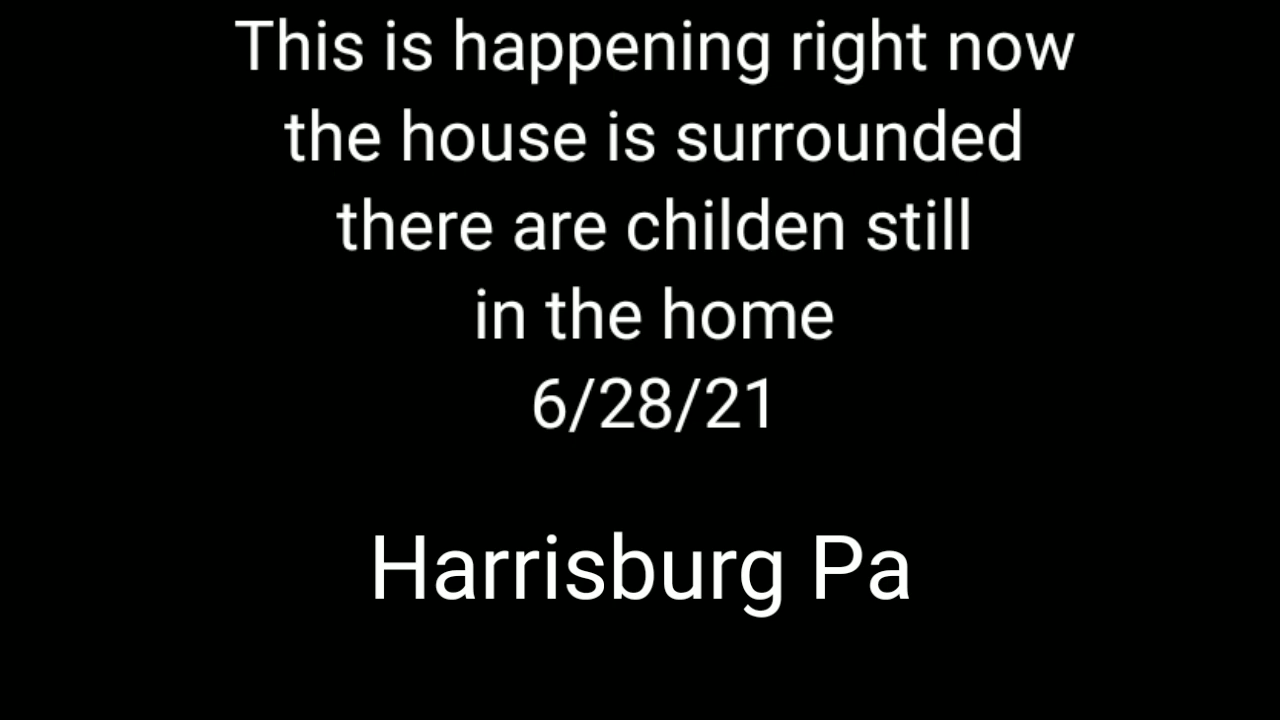 This is happening right now
the house is surrounded
there are childen still
in the home
6/28/21
Harrisburg Pa